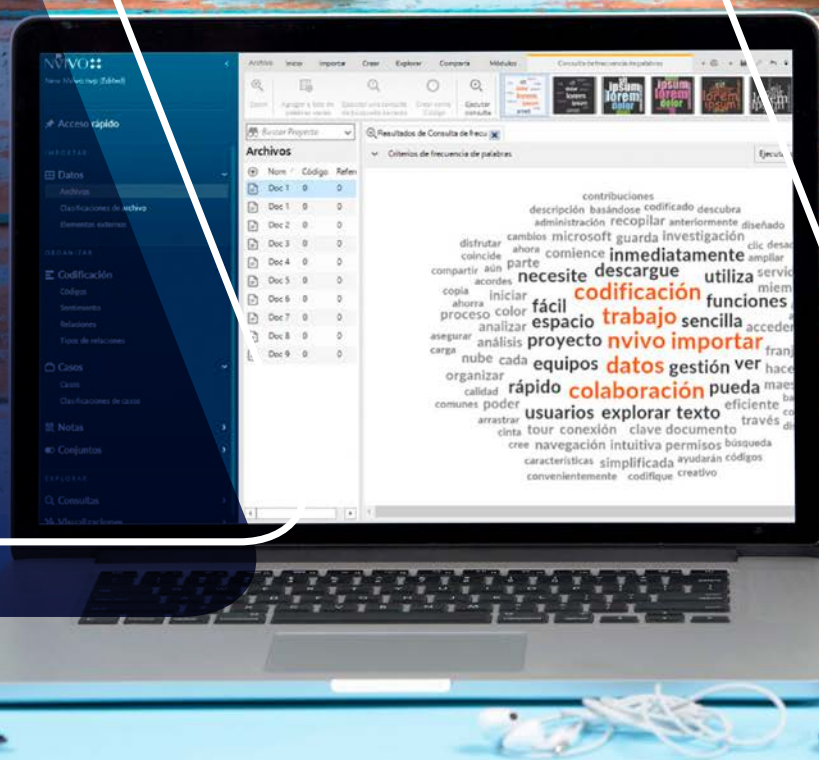 NVIVO
New NVivo.nvp (Edited)
Acceso rápido
IMPORTAR
Datos
Archivos
Clasificaciones de archivo
Elementos externos
ORGANIZAR
Codificación
Códigos
Sentimiento
Relaciones
Tipos de relaciones
Casos
Casos
Clasificaciones de casos
Notas
Conjuntos
EXPLORAR
Consultas
Visualizaciones
Archivo Inicio Importar Crear Explorar Compartir Módulos Consulta de frecuencia de palabras
Ejecutar consulta
Buscar Proyecto
Archivos
Nom Código Refer
Doc 1 0 0
Doc 1 0 0
Doc 2 0 0
Doc 3 0 0
Doc 4 0 0
Doc 5 0 0
Doc 6 0 0
Doc 7 0 0
Doc 8 0 0
Doc 9 0 0
Resultados de Consulta de frecu
Criterios de frecuencia de palabras
contribuciones
descripción basándose codificado descubra
administración recopilar anteriormente diseñado
disfrutar cambios microsoft guarda investigación clic
coincide ahora comience inmediatamente ampliar
compartir aún parte
acordes necesite descargue utiliza
copia iniciar codificación
ahorra fácil funciones
proceso color espacio trabajo sencilla
asegurar analizar
carga análisis proyecto nvivo importar
nube cada equipos datos gestión ver
organizar
calidad rápido colaboración pueda
comunes poder usuarios explorar texto eficiente
arrastrar
cinta tour conexión clave documento través
cree navegación intuitiva permisos búsqueda
características simplificada ayudarán códigos
convenientemente codifique creativo